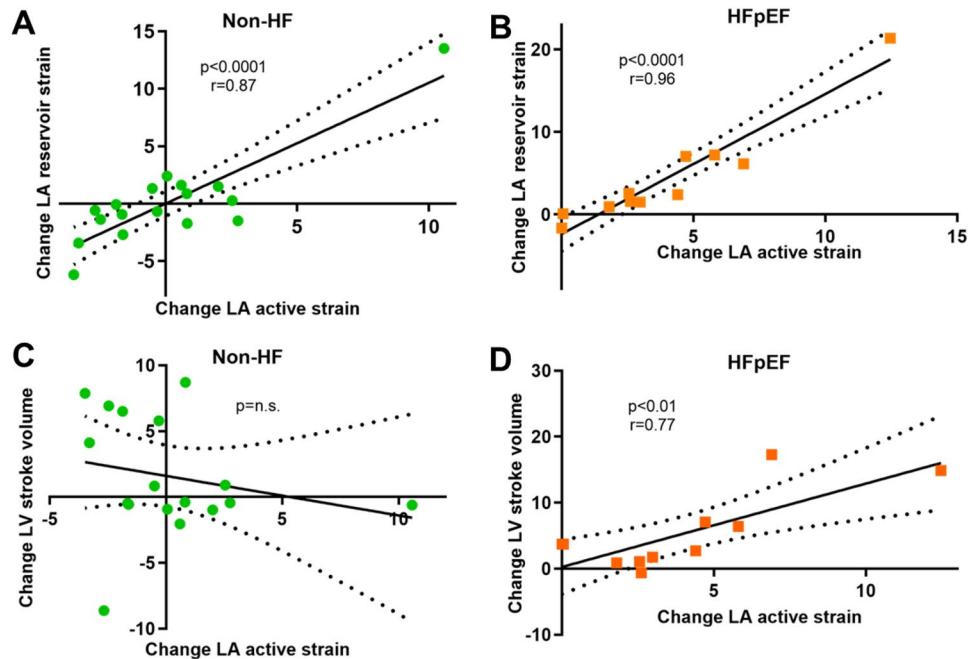 A
Non-HF
Change LA reservoir strain
15
10
5
-5
5
10
p<0.0001
r=0.87
Change LA active strain
B
HFpEF
Change LA reservoir strain
20
10
0
5
10
15
p<0.0001
r=0.96
Change LA active strain
C
Non-HF
Change LV stroke volume
10
5
-5
-10
-5
5
10
p=n.s.
Change LA active strain
D
HFpEF
Change LV stroke volume
30
20
10
0
-10
5
10
p<0.01
r=0.77
Change LA active strain